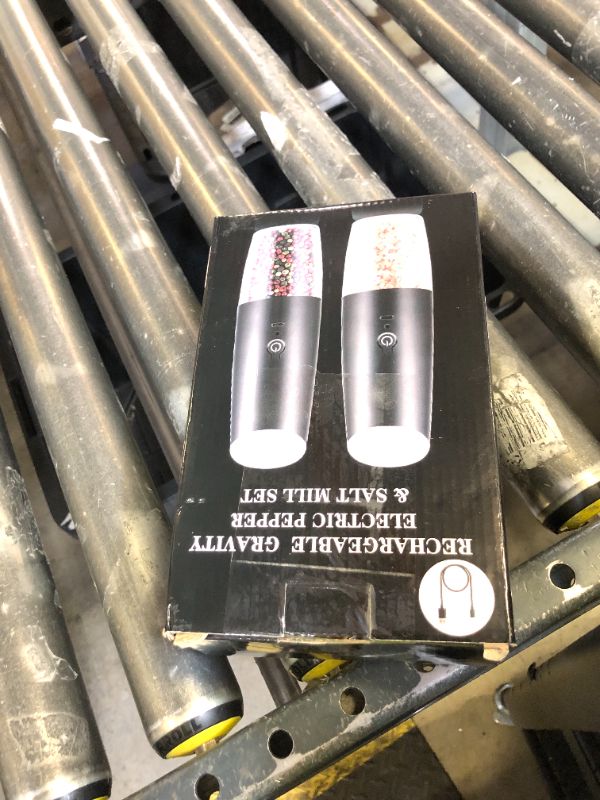 RECHARGEABLE GRAVITY
ELECTRIC PEPPER
& SALT MILL SET